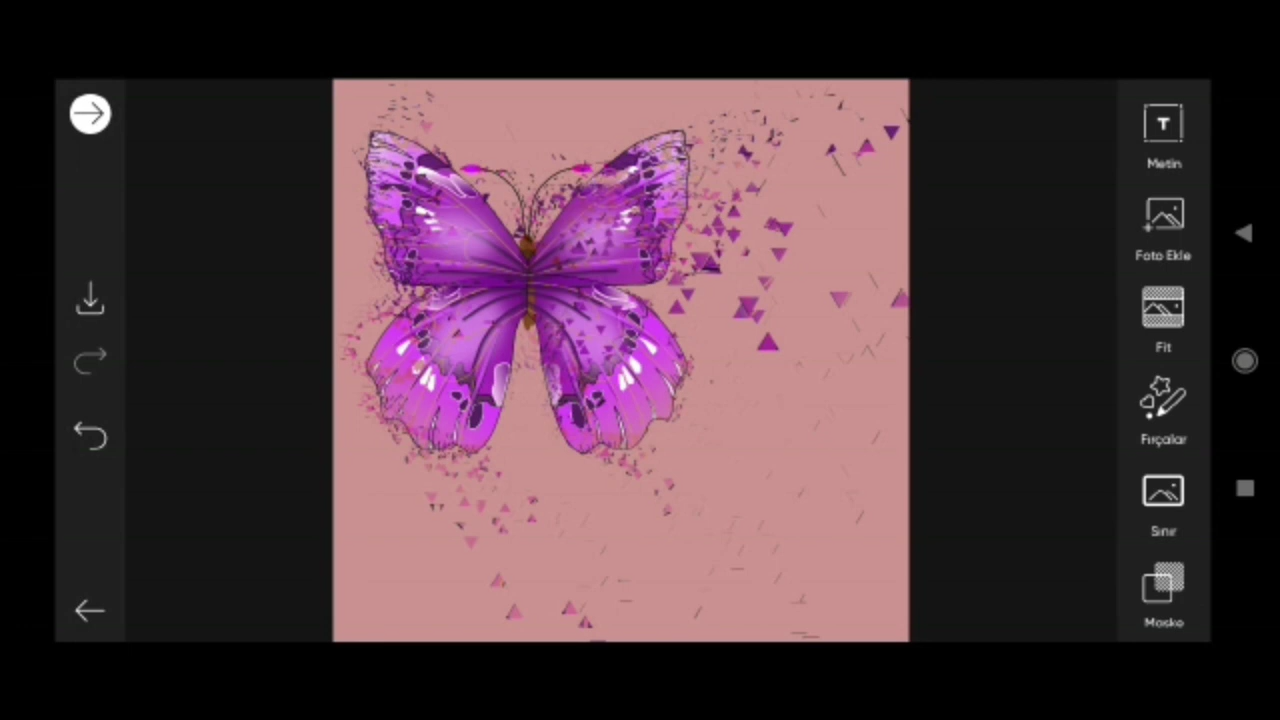 T
Metin
Foto Ekle
Fit
Fırçalar
Sınır
Maske